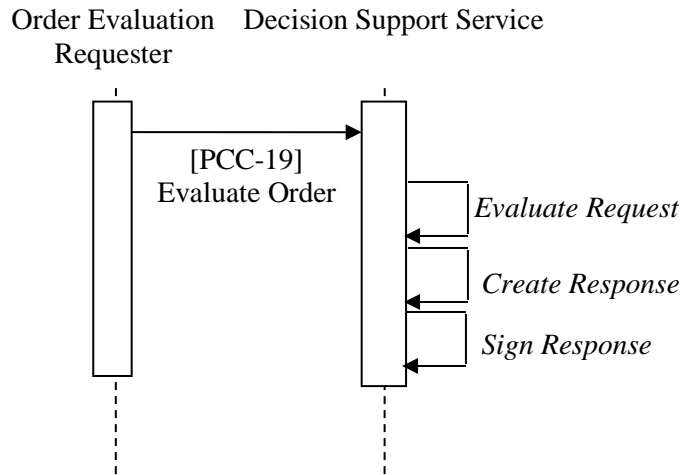 Order Evaluation
Requester
Decision Support Service
[PCC-19]
Evaluate Order
Evaluate Request
Create Response
Sign Response